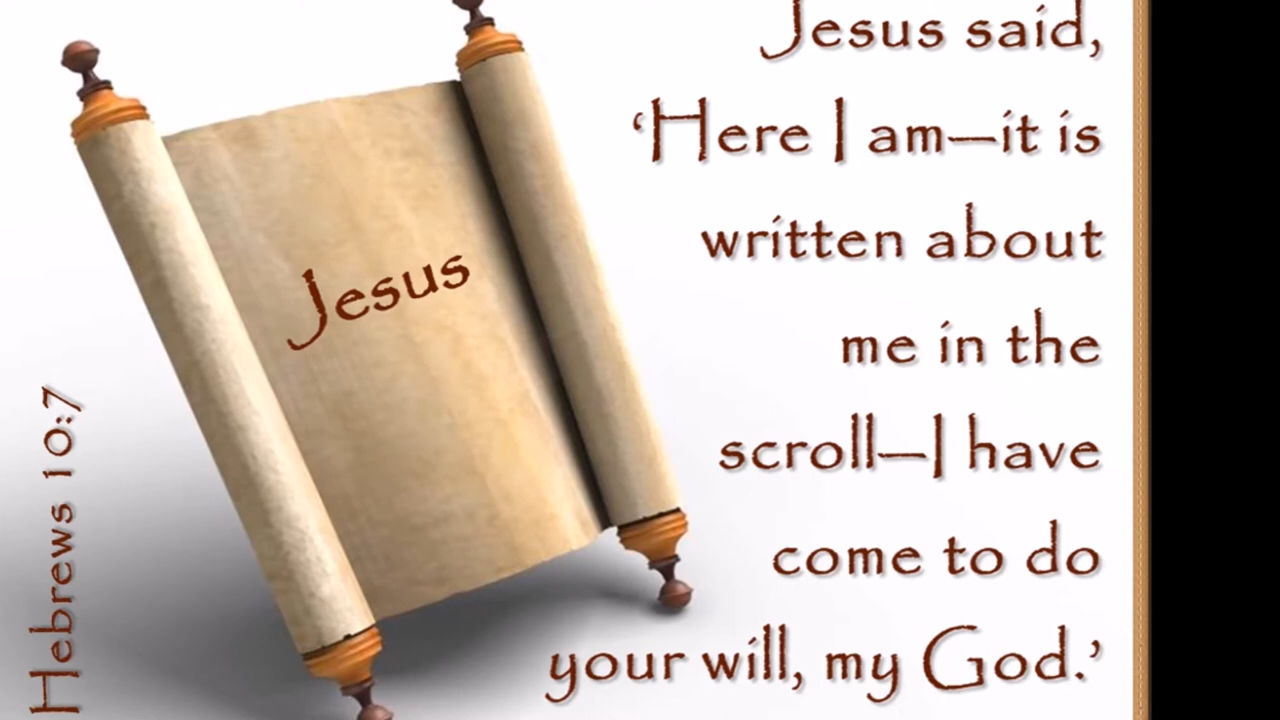 Jesus said,
‘Here I am—it is
written about
me in the
scroll—I have
come to do
your will, my God.’
Jesus
Hebrews 10:7